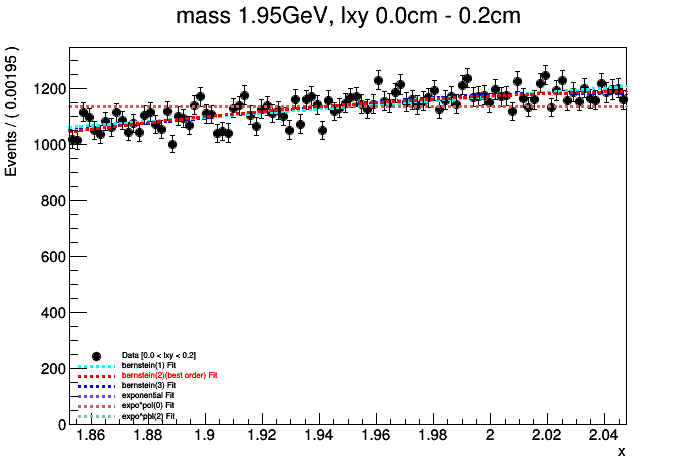 mass 1.95GeV, lxy 0.0cm - 0.2cm
Events / ( 0.00195 )
1200
1000
800
600
400
200
0
Data [0.0 < lxy < 0.2]
bernstein(1) Fit
bernstein(2)(best order) Fit
bernstein(3) Fit
exponential Fit
expo*pol(0) Fit
expo*pol(2) Fit
1.86 1.88 1.9 1.92 1.94 1.96 1.98 2 2.02 2.04
x